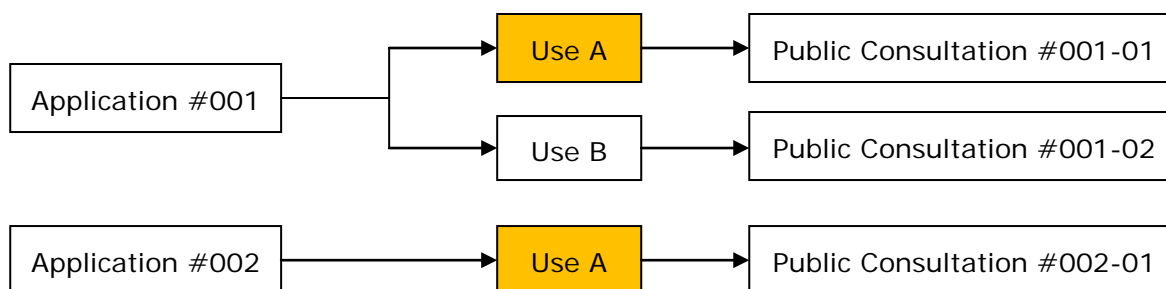 Use A
Public Consultation #001-01
Application #001
Use B
Public Consultation #001-02
Application #002
Use A
Public Consultation #002-01